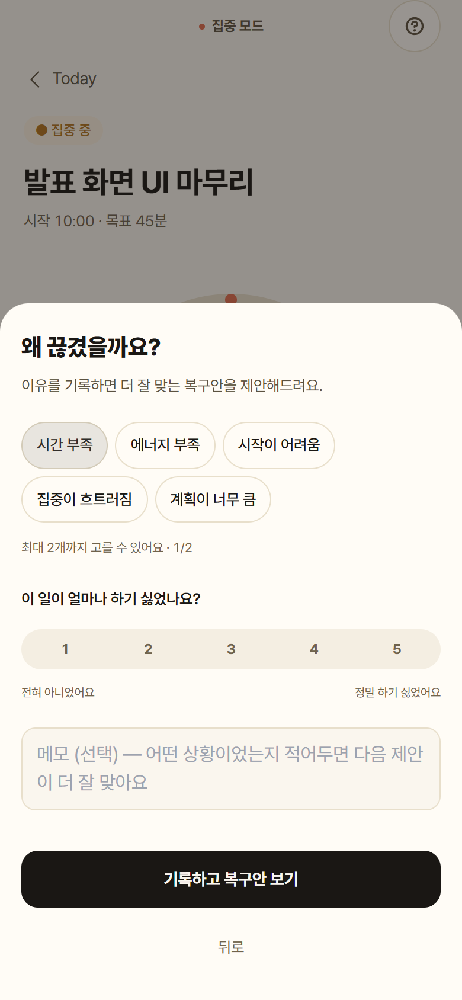 집중 모드
Today
집중 중
발표 화면 UI 마무리
시작 10:00 · 목표 45분
왜 끊겼을까요?
이유를 기록하면 더 잘 맞는 복구안을 제안해드려요.
시간 부족
에너지 부족
시작이 어려움
집중이 흐트러짐
계획이 너무 큼
최대 2개까지 고를 수 있어요 · 1/2
이 일이 얼마나 하기 싫었나요?
1 2 3 4 5
전혀 아니었어요
정말 하기 싫었어요
메모 (선택) — 어떤 상황이었는지 적어두면 다음 제안
이 더 잘 맞아요
기록하고 복구안 보기
뒤로